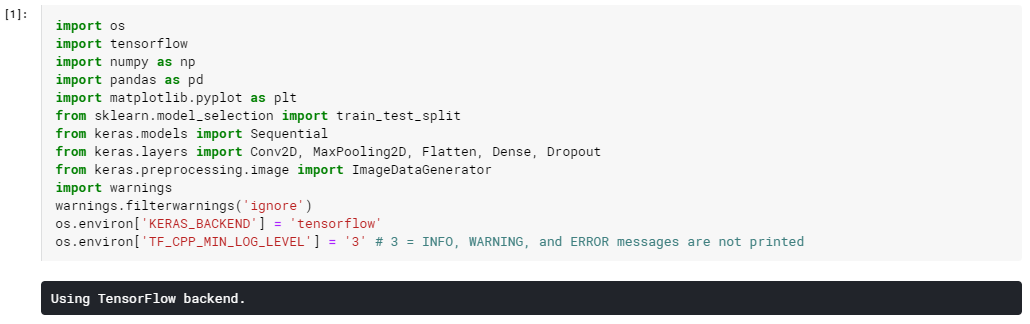 [1]:
import os
import tensorflow
import numpy as np
import pandas as pd
import matplotlib.pyplot as plt
from sklearn.model_selection import train_test_split
from keras.models import Sequential
from keras.layers import Conv2D, MaxPooling2D, Flatten, Dense, Dropout
from keras.preprocessing.image import ImageDataGenerator
import warnings
warnings.filterwarnings('ignore')
os.environ['KERAS_BACKEND'] = 'tensorflow'
os.environ['TF_CPP_MIN_LOG_LEVEL'] = '3' # 3 = INFO, WARNING, and ERROR messages are not printed
Using TensorFlow backend.